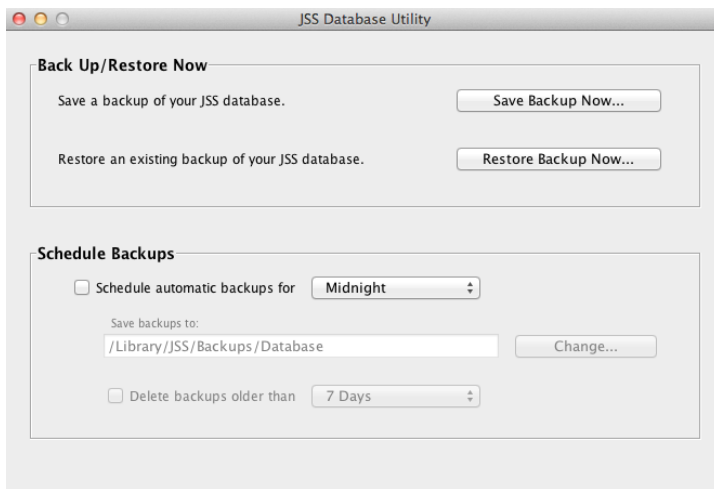 JSS Database Utility
Back Up/Restore Now
Save a backup of your JSS database.
Save Backup Now...
Restore an existing backup of your JSS database.
Restore Backup Now...
Schedule Backups
Schedule automatic backups for
Midnight
Save backups to:
/Library/JSS/Backups/Database
Change...
Delete backups older than
7 Days